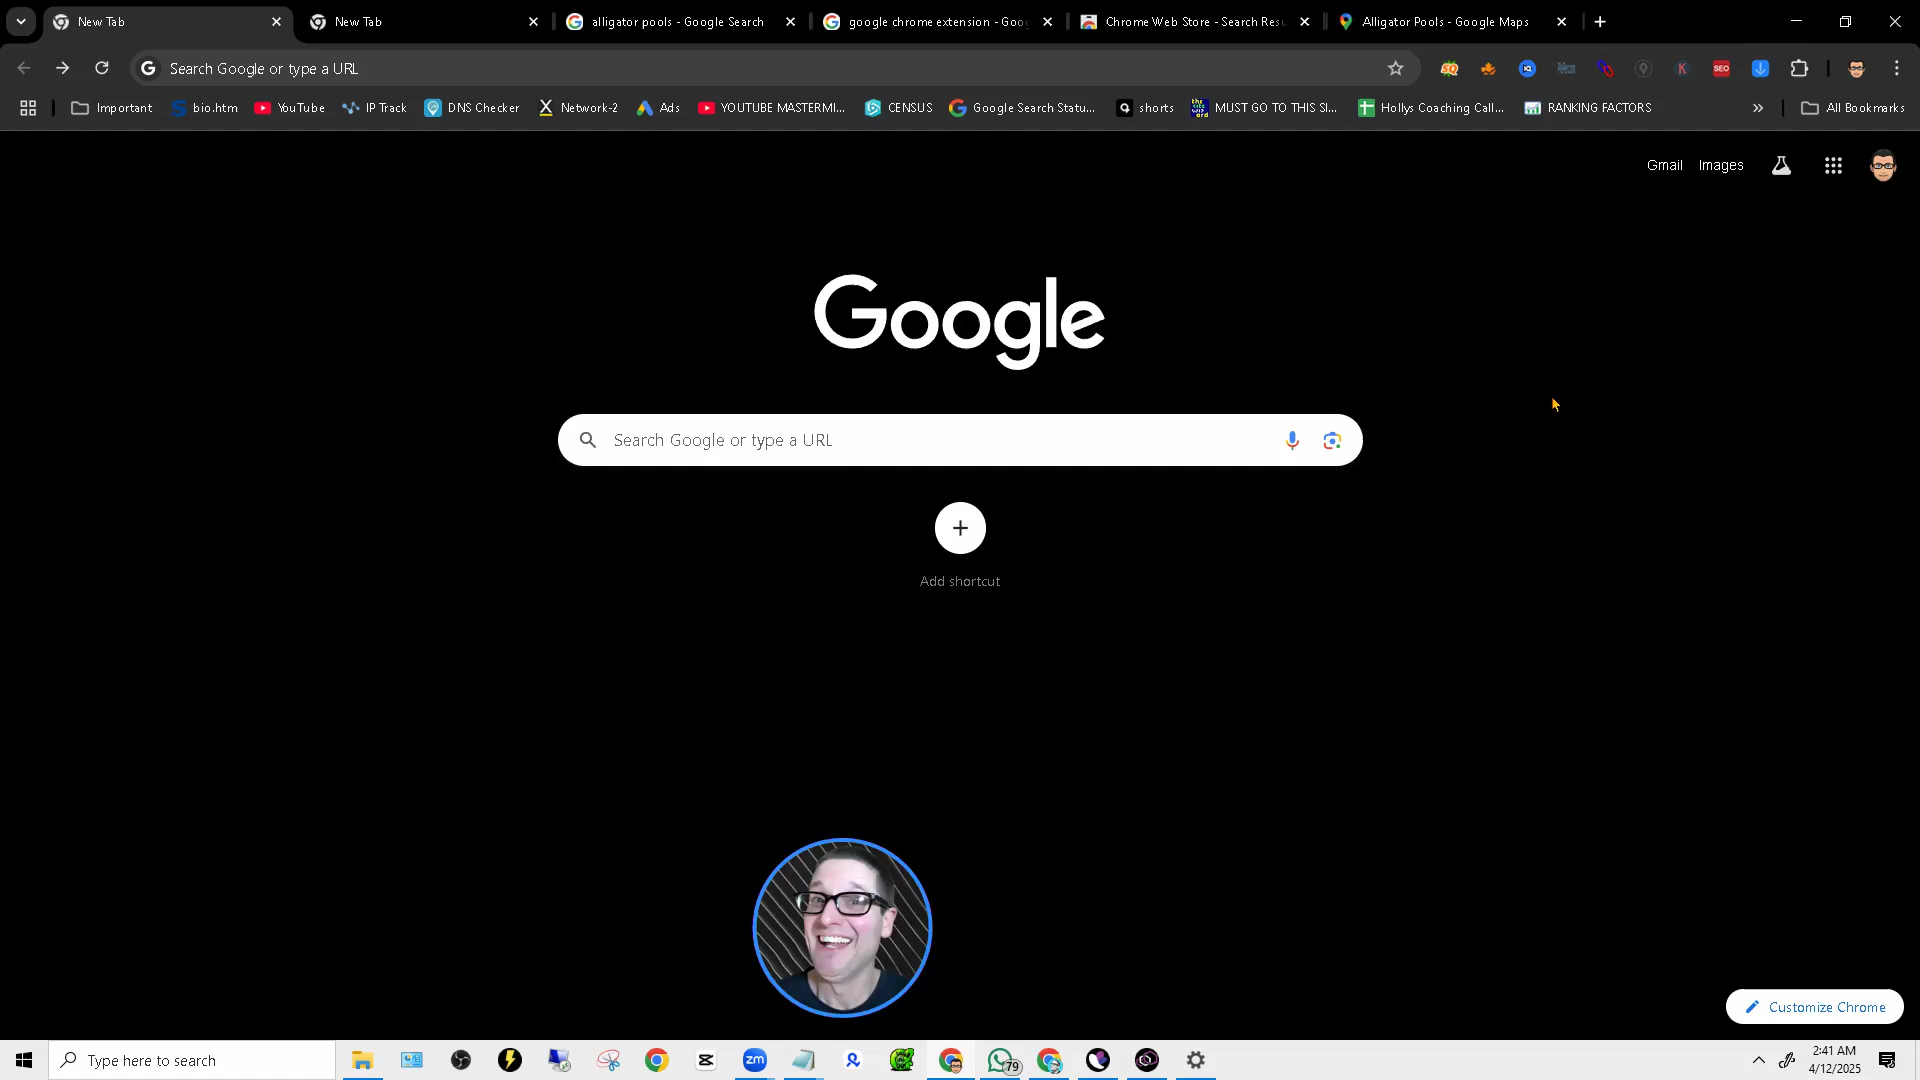 New Tab
New Tab
alligator pools - Google Search
google chrome extension - Goo
Chrome Web Store - Search Res
Alligator Pools - Google Maps
Search Google or type a URL
SEO
Important
bio.htm
YouTube
IP Track
DNS Checker
Network-2
Ads
YOUTUBE MASTERMI...
CENSUS
Google Search Statu...
shorts
MUST GO TO THIS SI...
Hollys Coaching Call...
RANKING FACTORS
All Bookmarks
Gmail
Images
Google
Search Google or type a URL
Add shortcut
Customize Chrome
Type here to search
zm
79
2:41 AM
4/12/2025